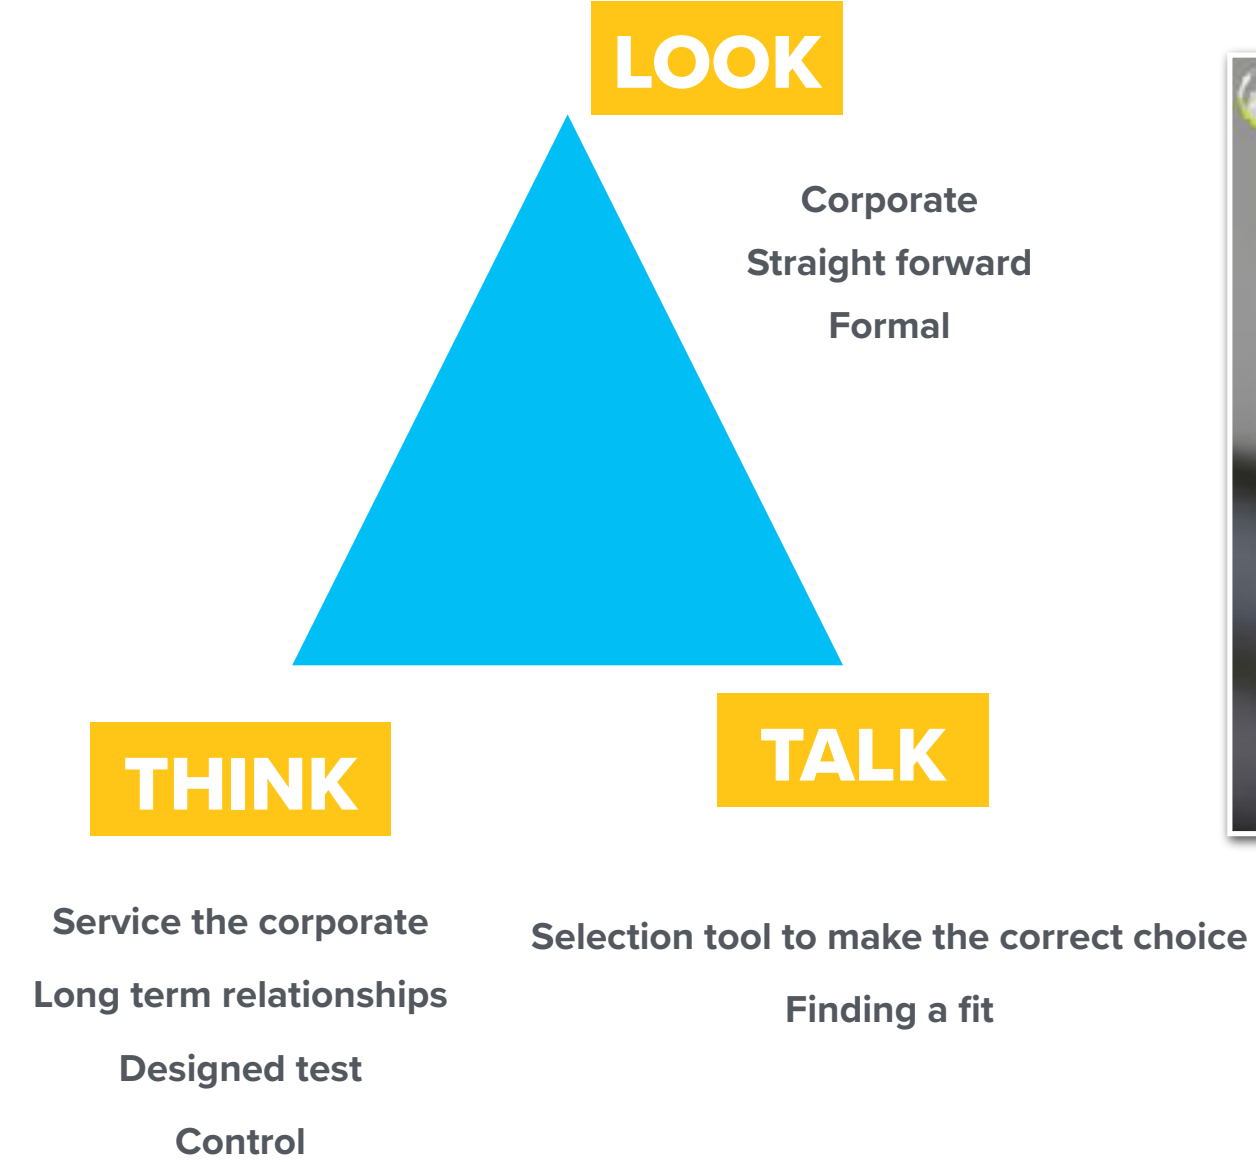 LOOK
Corporate
Straight forward
Formal
THINK
TALK
Service the corporate
Long term relationships
Designed test
Control
Selection tool to make the correct choice
Finding a fit